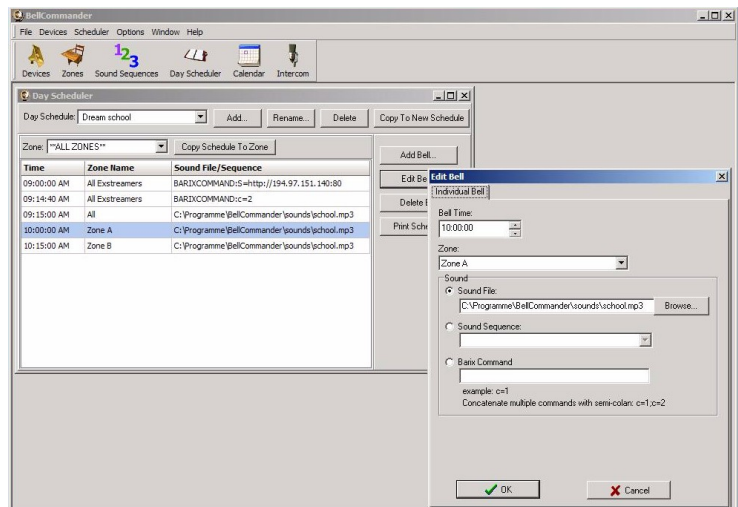 BellCommander
File Devices Scheduler Options Window Help
Devices Zones Sound Sequences Day Scheduler Calendar Intercom
Day Scheduler
Day Schedule: Dream school Add... Rename... Delete Copy To New Schedule
Zone: **ALL ZONES** Copy Schedule To Zone
Add Bell...
Time Zone Name Sound File/Sequence
09:00:00 AM All Exstreamers BARIXCOMMAND:S=http://194.97.151.140:80
09:14:40 AM All Exstreamers BARIXCOMMAND:c=2
09:15:00 AM All C:\Programme\BellCommander\sounds\school.mp3
10:00:00 AM Zone A C:\Programme\BellCommander\sounds\school.mp3
10:15:00 AM Zone B C:\Programme\BellCommander\sounds\school.mp3
Edit Be
Delete
Print Sche
Edit Bell
Individual Bell
Bell Time:
10:00:00
Zone:
Zone A
Sound
Sound File:
C:\Programme\BellCommander\sounds\school.mp3 Browse...
Sound Sequence:
Barix Command
example: c=1
Concatenate multiple commands with semi-colan: c=1;c=2
OK Cancel